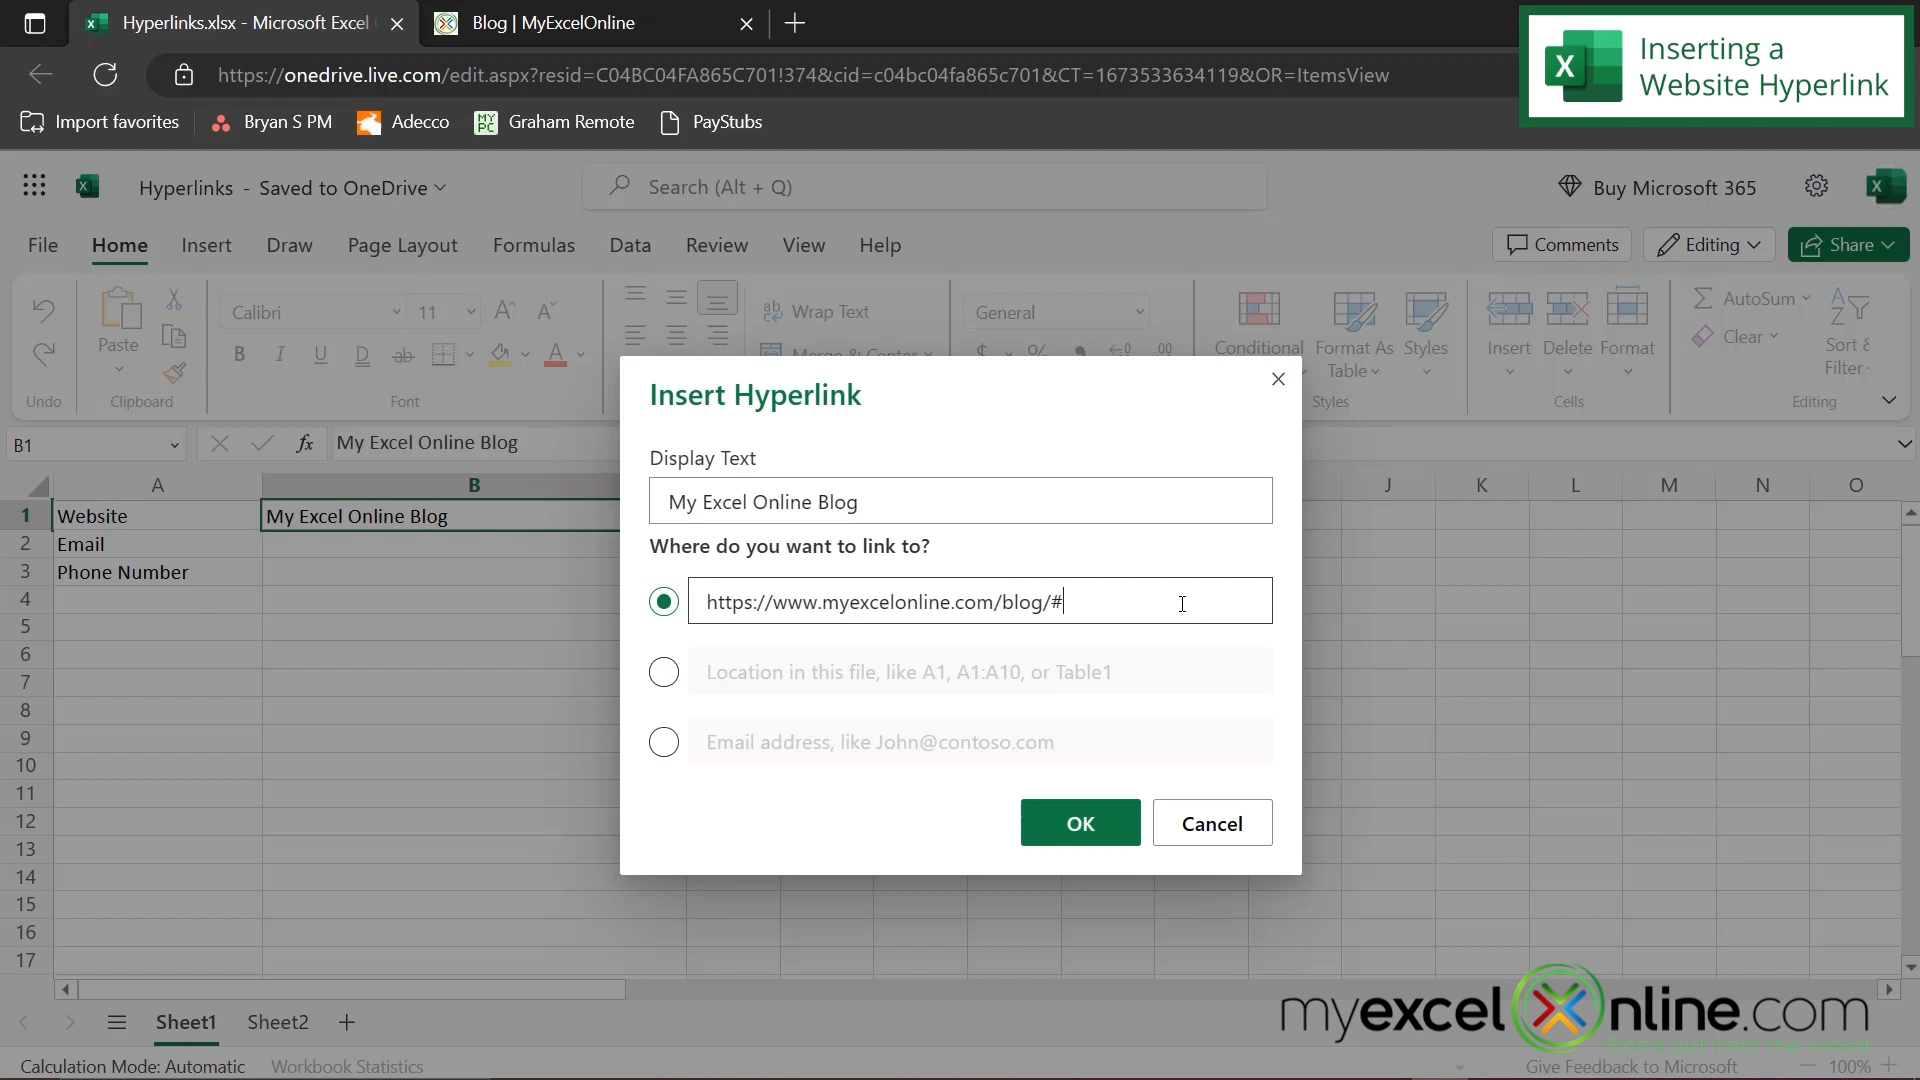 Hyperlinks.xlsx - Microsoft Excel
Blog | MyExcelOnline
https://onedrive.live.com/edit.aspx?resid=C04BC04FA865C701!374&cid=c04bc04fa865c701&CT=1673533634119&OR=ItemsView
Inserting a
Website Hyperlink
Import favorites
Bryan S PM
Adecco
MY PC
Graham Remote
PayStubs
Hyperlinks - Saved to OneDrive
Search (Alt + Q)
Buy Microsoft 365
File Home Insert Draw Page Layout Formulas Data Review View Help
Comments
Editing
Share
Paste
Undo
Clipboard
Calibri
11
B I U D ab
Font
ab Wrap Text
Merge & Center
General
Conditional
Format As
Table
Styles
Styles
Insert
Delete
Format
Cells
AutoSum
Clear
Sort &
Filter
Editing
B1
fx
My Excel Online Blog
A B J K L M N O
1 Website My Excel Online Blog
2 Email
3 Phone Number
4
5
6
7
8
9
10
11
12
13
14
15
16
17
Insert Hyperlink
Display Text
My Excel Online Blog
Where do you want to link to?
https://www.myexcelonline.com/blog/#
Location in this file, like A1, A1:A10, or Table1
Email address, like John@contoso.com
OK
Cancel
myexcelOnline.com
Sheet1
Sheet2
Calculation Mode: Automatic
Workbook Statistics
Give Feedback to Microsoft
100%